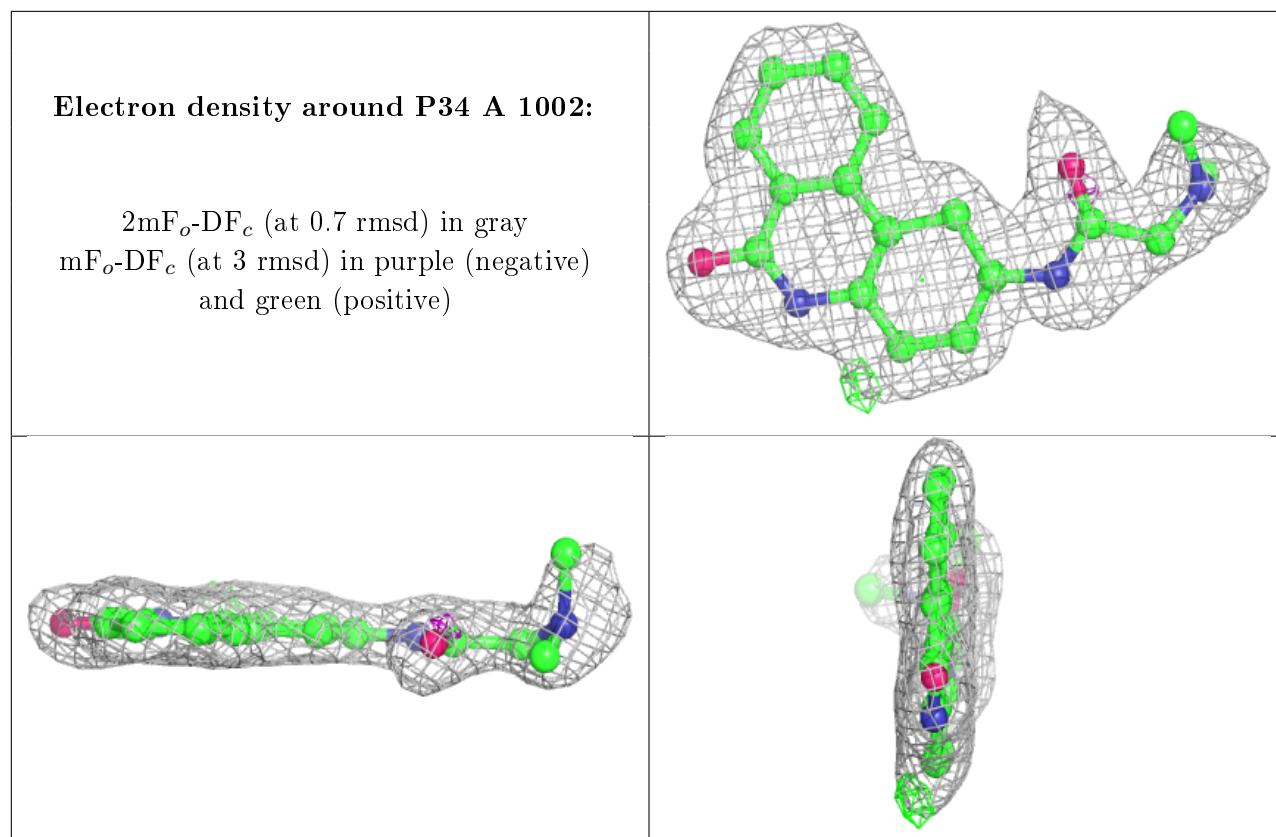 Electron density around P34 A 1002:
2mFo-DFc (at 0.7 rmsd) in gray
mFo-DFc (at 3 rmsd) in purple (negative)
and green (positive)